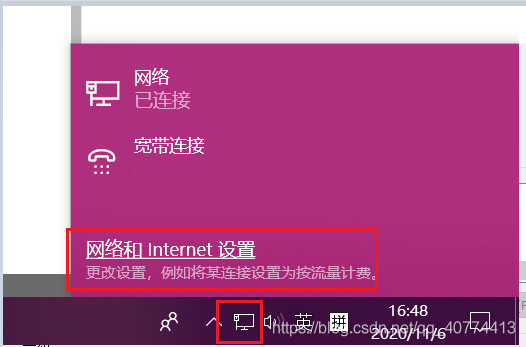 网络
已连接
宽带连接
网络和 Internet 设置
更改设置，例如将某连接设置为按流量计费。
英 拼 16:48
https://blog.csdn.net/qq_40774413
2020/11/6